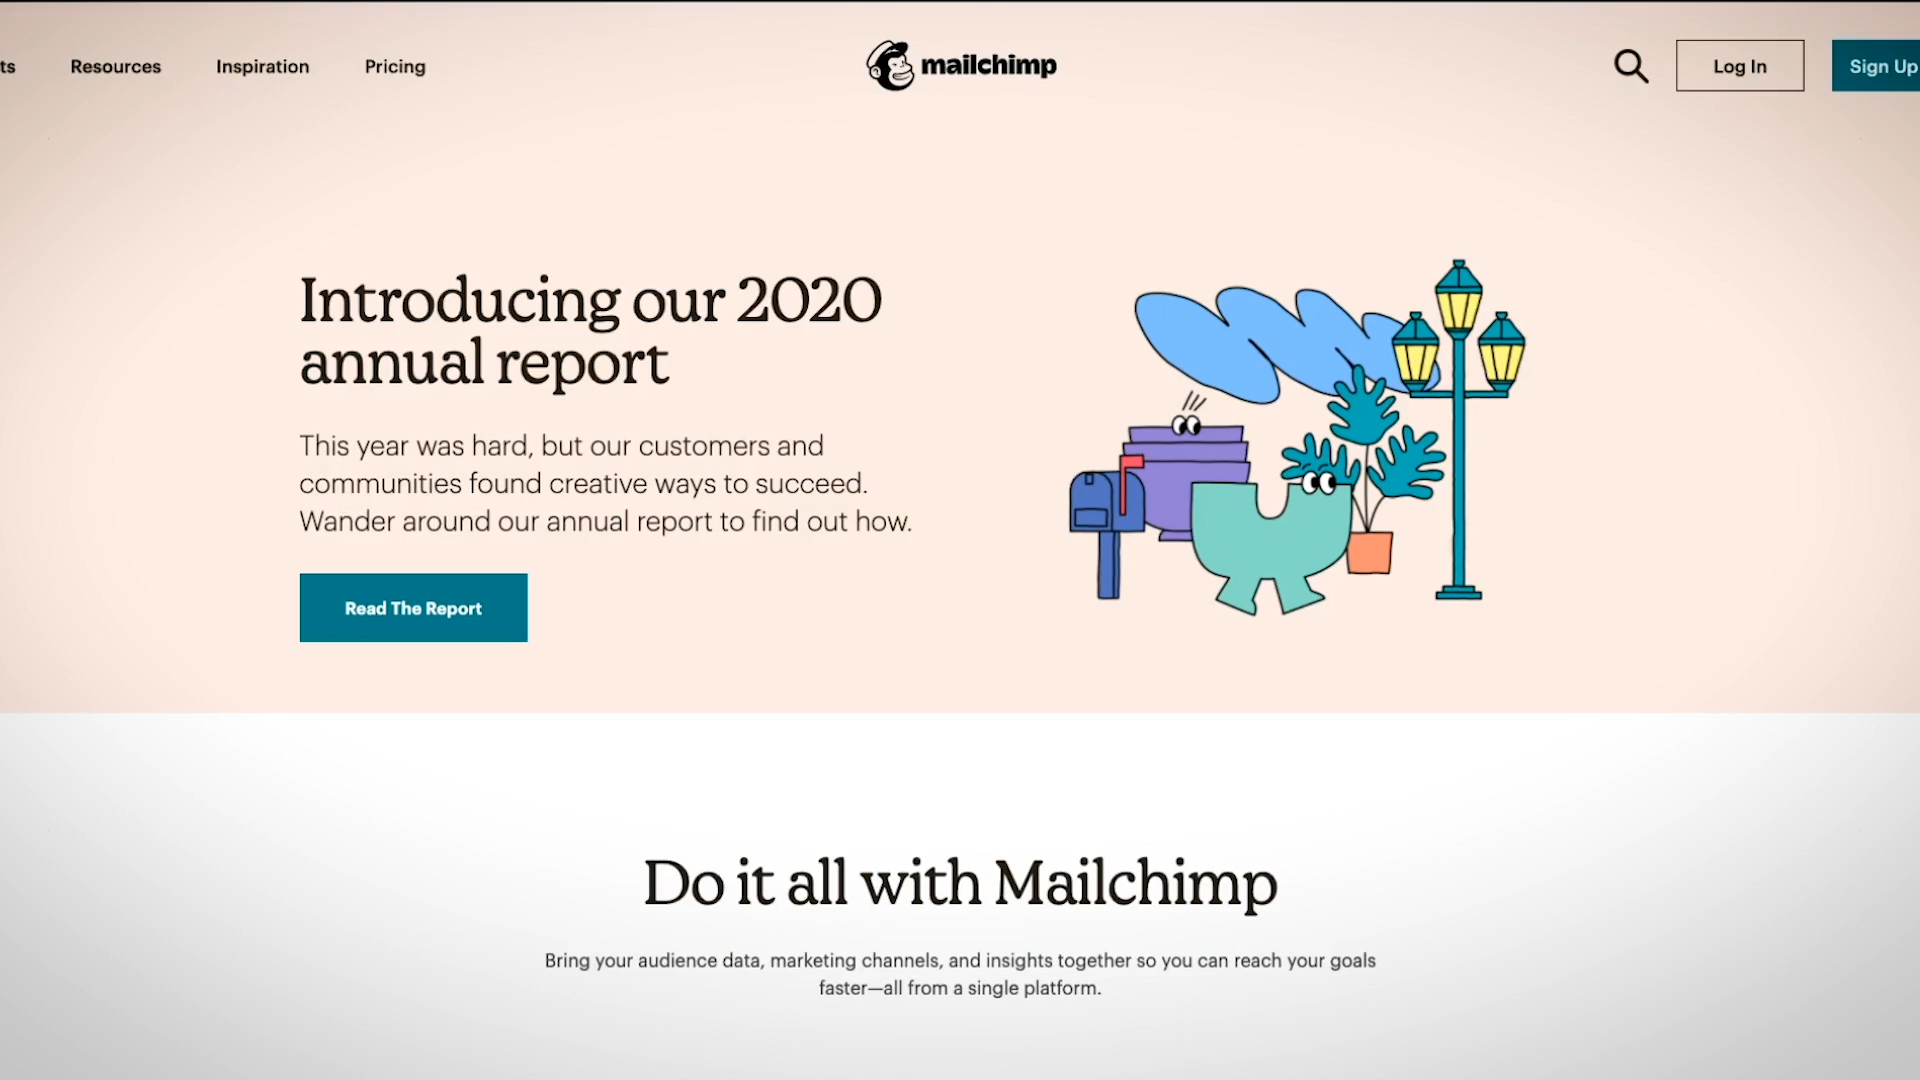 ts Resources Inspiration Pricing mailchimp Log In Sign Up
Introducing our 2020
annual report
This year was hard, but our customers and
communities found creative ways to succeed.
Wander around our annual report to find out how.
Read The Report
Do it all with Mailchimp
Bring your audience data, marketing channels, and insights together so you can reach your goals
faster—all from a single platform.